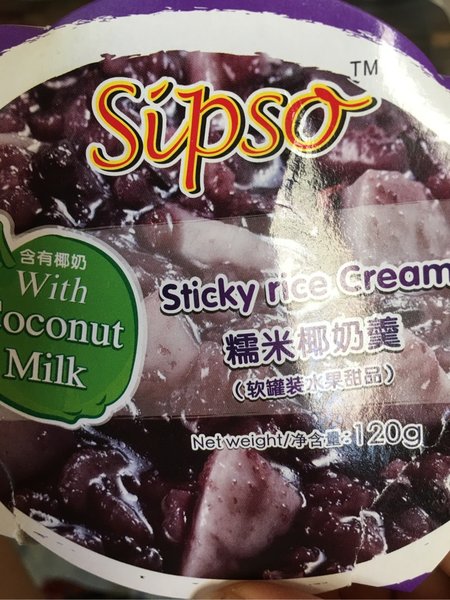 Sipso™
含有椰奶
With
Coconut
Milk
Sticky rice Cream
糯米椰奶羹
（软罐装水果甜品）
Net weight/净含量:120g